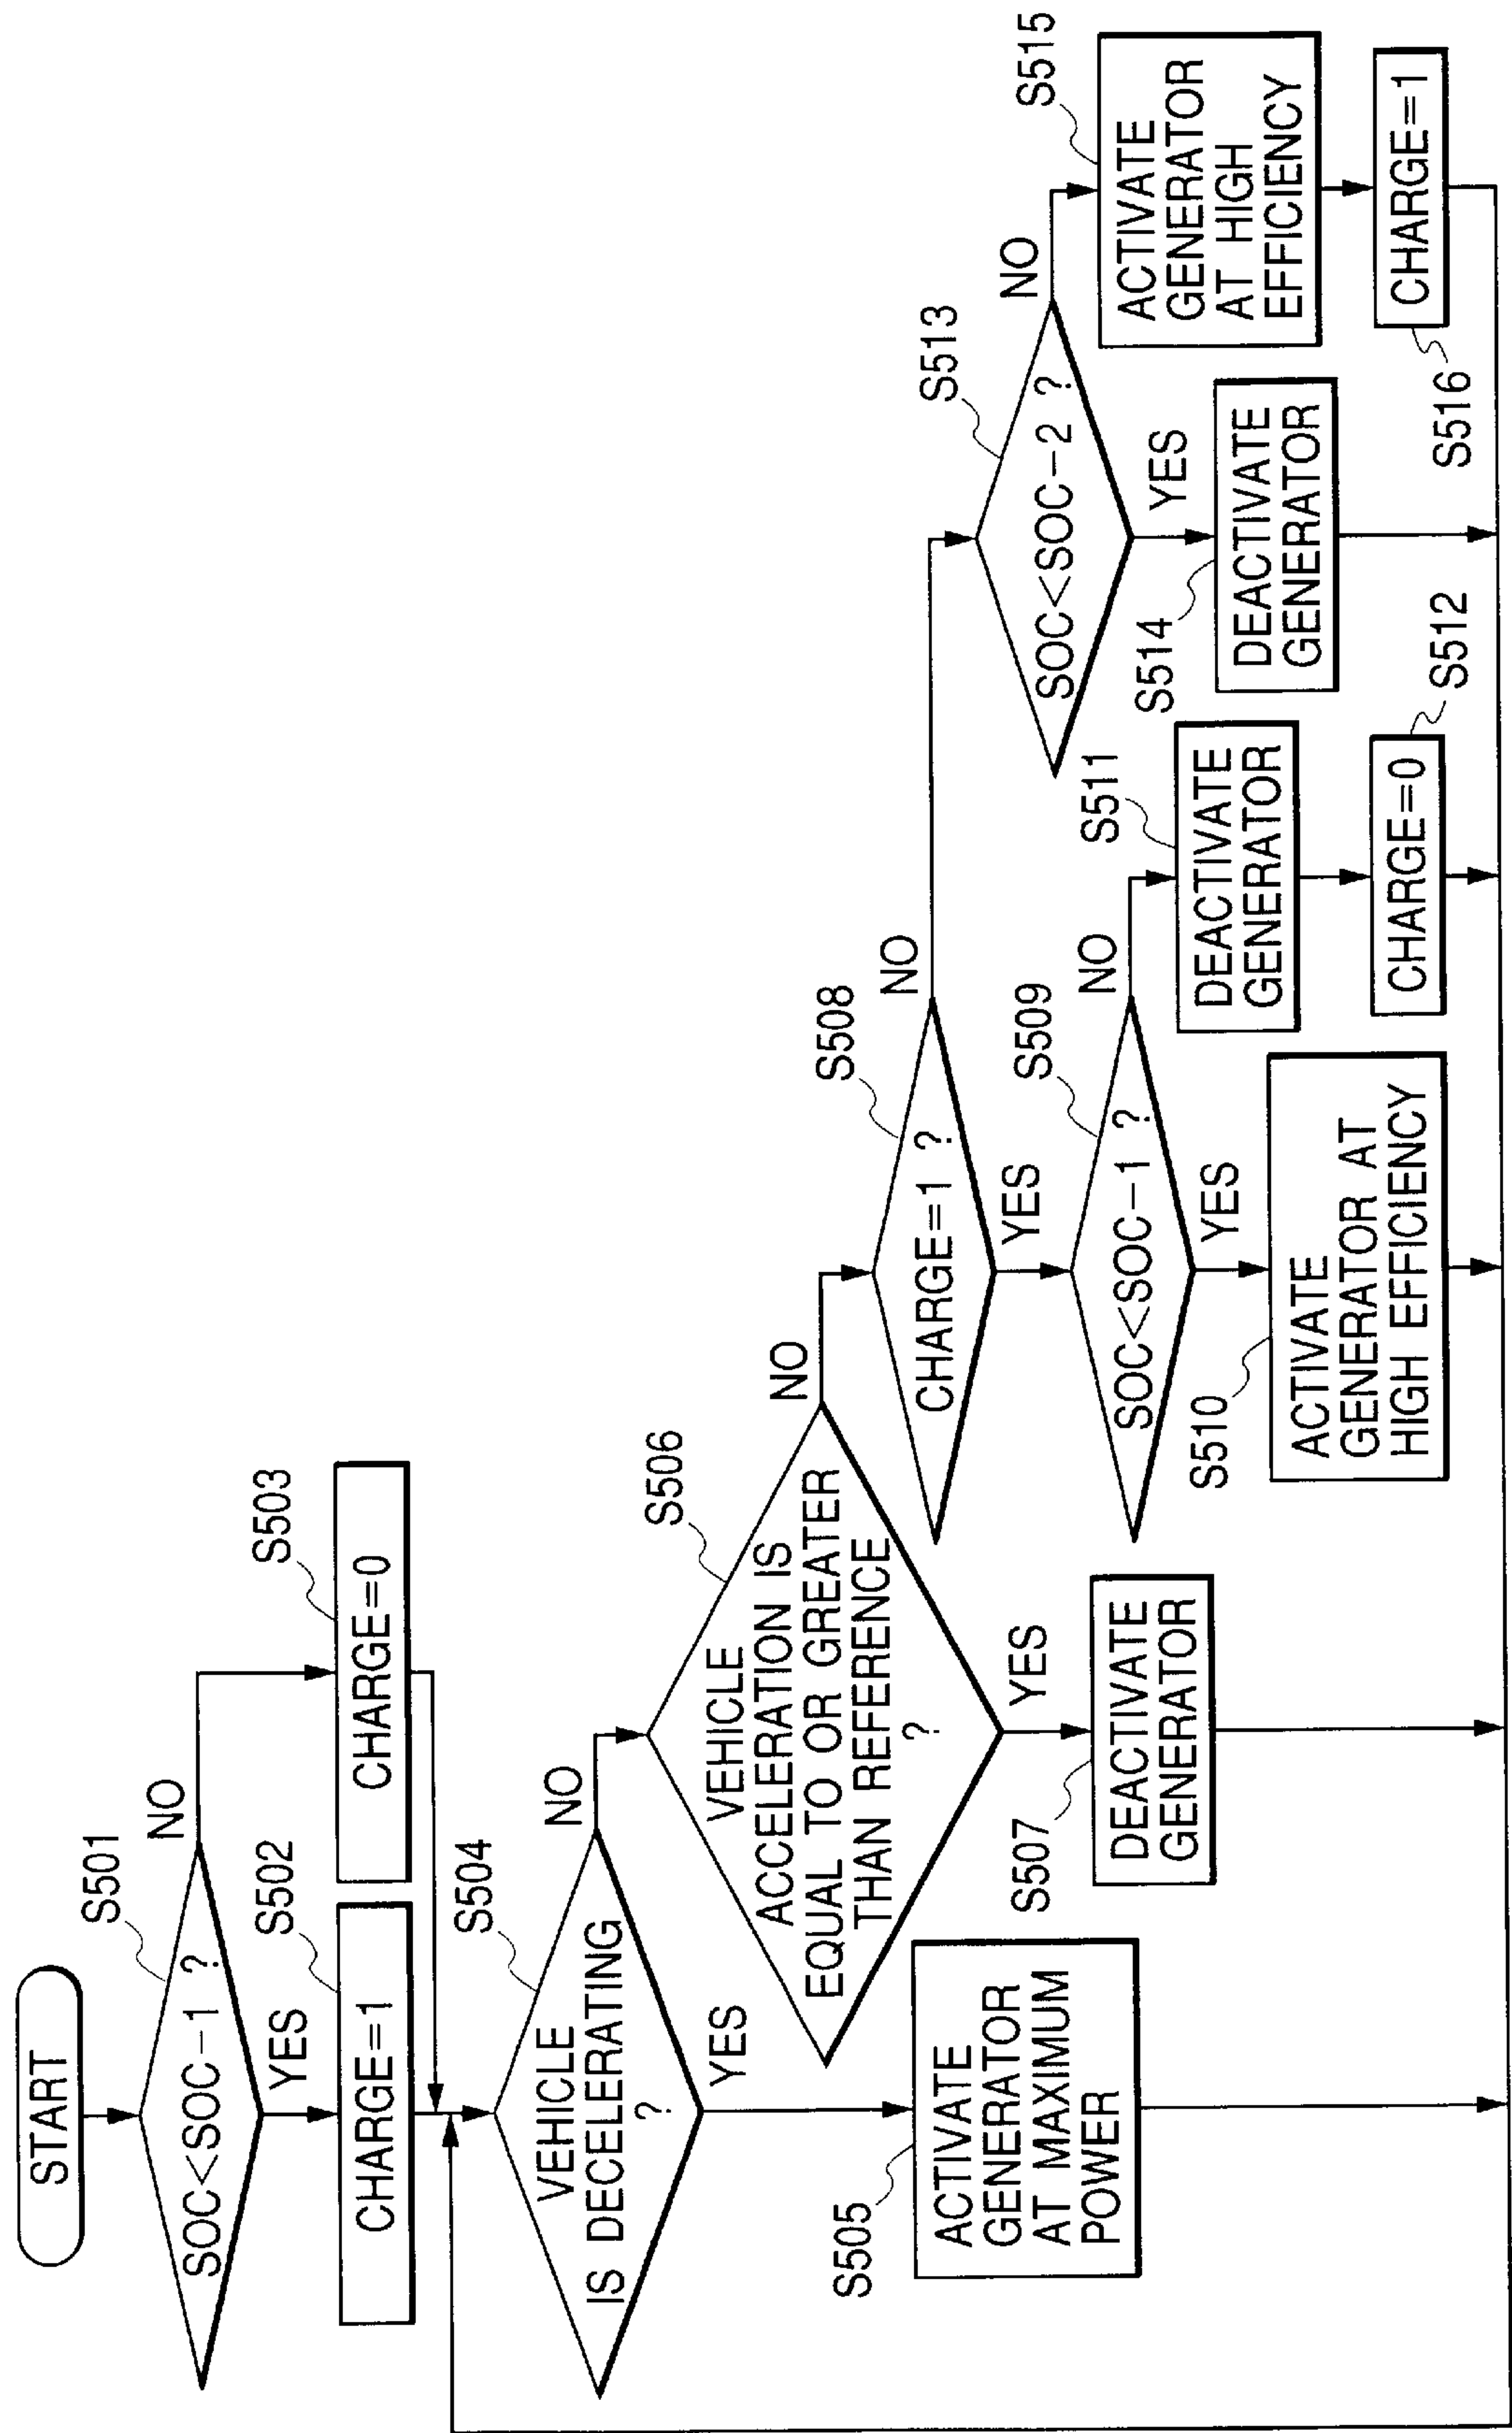 START
S501
SOC<SOC-1 ?
NO
YES
S502
CHARGE=1
S503
CHARGE=0
S504
VEHICLE
IS DECELERATING
?
NO
YES
S505
ACTIVATE
GENERATOR
AT MAXIMUM
POWER
S506
VEHICLE
ACCELERATION IS
EQUAL TO OR GREATER
THAN REFERENCE
?
NO
YES
S507
DEACTIVATE
GENERATOR
S508
CHARGE=1 ?
NO
YES
S509
SOC<SOC-1 ?
NO
YES
S510
ACTIVATE
GENERATOR AT
HIGH EFFICIENCY
S511
DEACTIVATE
GENERATOR
CHARGE=0
S512
S513
SOC<SOC-2 ?
NO
YES
S514
DEACTIVATE
GENERATOR
S515
ACTIVATE
GENERATOR
AT HIGH
EFFICIENCY
CHARGE=1
S516